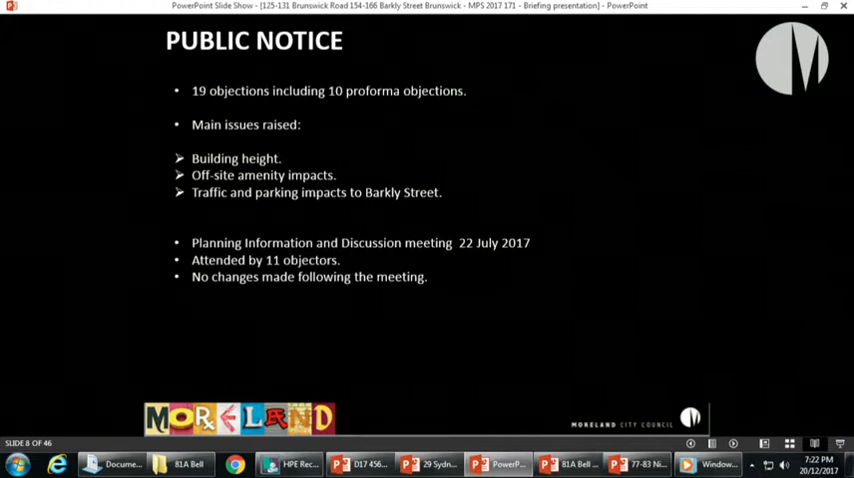 PowerPoint Slide Show - [125-131 Brunswick Road 154-166 Barkly Street Brunswick - MPS 2017 171 - Briefing presentation] - PowerPoint
PUBLIC NOTICE
• 19 objections including 10 proforma objections.
• Main issues raised:
➢ Building height.
➢ Off-site amenity impacts.
➢ Traffic and parking impacts to Barkly Street.
• Planning Information and Discussion meeting 22 July 2017
• Attended by 11 objectors.
• No changes made following the meeting.
MORELAND
MORELAND CITY COUNCIL
SLIDE 8 OF 46
Docume... 81A Bell HPE Rec... D17 456... 29 Sydn... PowerP... 81A Bell ... 77-83 Ni... Window...
7:22 PM
20/12/2017